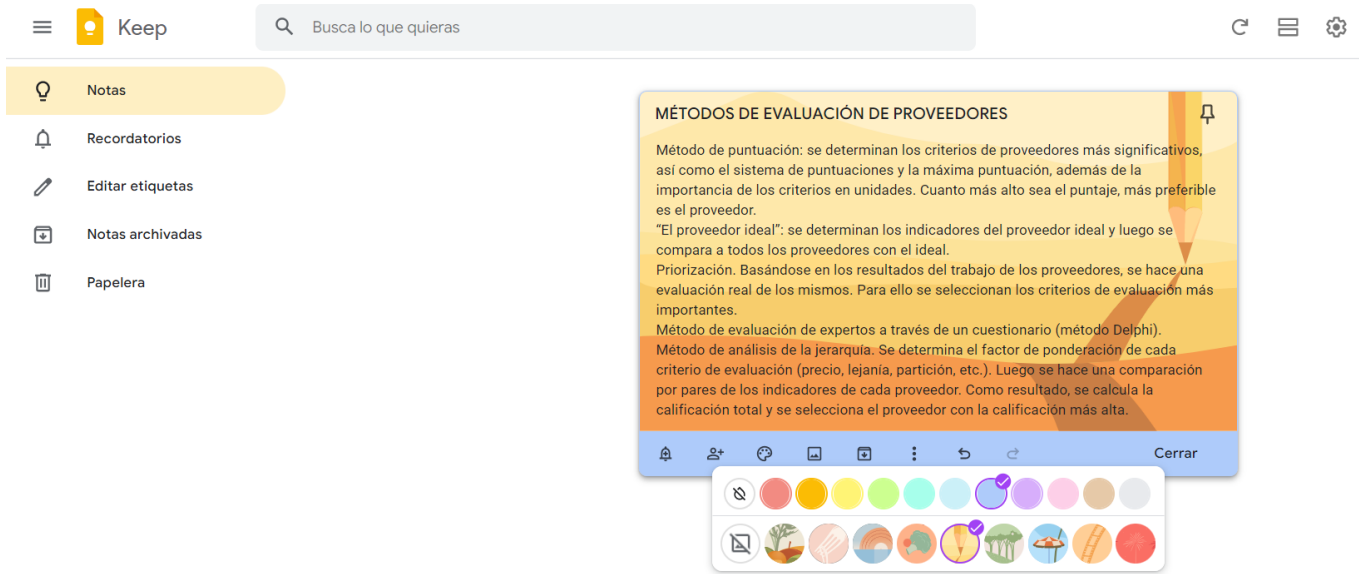 Keep
Busca lo que quieras
Notas
Recordatorios
Editar etiquetas
Notas archivadas
Papelera
MÉTODOS DE EVALUACIÓN DE PROVEEDORES
Método de puntuación: se determinan los criterios de proveedores más significativos,
así como el sistema de puntuaciones y la máxima puntuación, además de la
importancia de los criterios en unidades. Cuanto más alto sea el puntaje, más preferible
es el proveedor.
“El proveedor ideal”: se determinan los indicadores del proveedor ideal y luego se
compara a todos los proveedores con el ideal.
Priorización. Basándose en los resultados del trabajo de los proveedores, se hace una
evaluación real de los mismos. Para ello se seleccionan los criterios de evaluación más
importantes.
Método de evaluación de expertos a través de un cuestionario (método Delphi).
Método de análisis de la jerarquía. Se determina el factor de ponderación de cada
criterio de evaluación (precio, lejanía, partición, etc.). Luego se hace una comparación
por pares de los indicadores de cada proveedor. Como resultado, se calcula la
calificación total y se selecciona el proveedor con la calificación más alta.
Cerrar